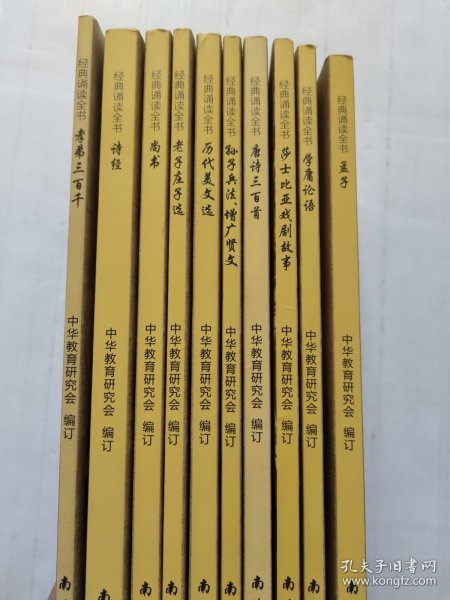 经典诵读全书 孝弟三百千 中华教育研究会 编订 南
经典诵读全书 诗经 中华教育研究会 编订 南
经典诵读全书 尚书 中华教育研究会 编订 南
经典诵读全书 老子庄子选 中华教育研究会 编订 南
经典诵读全书 历代美文选 中华教育研究会 编订 南
经典诵读全书 孙子兵法、增广贤文 中华教育研究会 编订 南
经典诵读全书 唐诗三百首 中华教育研究会 编订 南
经典诵读全书 莎士比亚戏剧故事 中华教育研究会 编订 南
经典诵读全书 学庸论语 中华教育研究会 编订 南
经典诵读全书 孟子 中华教育研究会 编订 南
孔夫子旧书网
www.kongfz.com